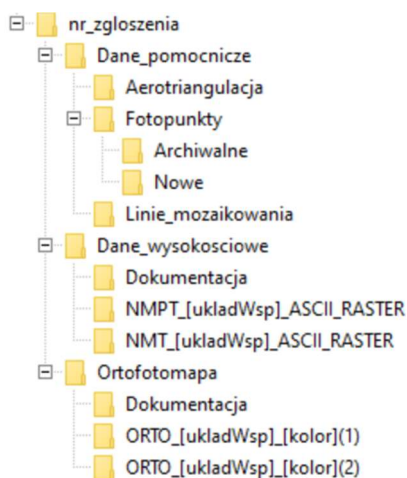 nr_zgloszenia
Dane_pomocnicze
Aerotriangulacja
Fotopunkty
Archiwalne
Nowe
Linie_mozaikowania
Dane_wysokosciowe
Dokumentacja
NMPT_[ukladWsp]_ASCII_RASTER
NMT_[ukladWsp]_ASCII_RASTER
Ortofotomapa
Dokumentacja
ORTO_[ukladWsp]_[kolor](1)
ORTO_[ukladWsp]_[kolor](2)